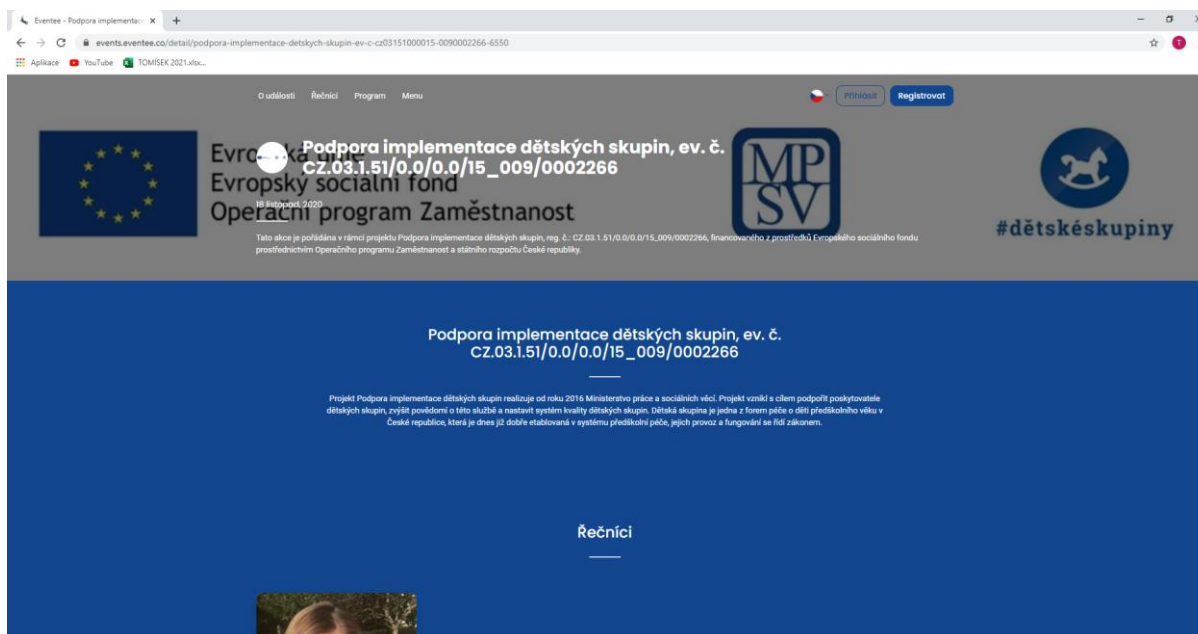 Eventee - Podpora implementac
events.eventee.co/detail/podpora-implementace-detskych-skupin-ev-c-cz03151000015-0090002266-6550
T
Aplikace YouTube TOMÍSEK 2021.xlsx...
O události Řečníci Program Menu
Přihlásit Registrovat
Podpora implementace dětských skupin, ev. č.
CZ.03.1.51/0.0/0.0/15_009/0002266
Evropský sociální fond
Operační program Zaměstnanost
18 listopad, 2020
Tato akce je pořádána v rámci projektu Podpora implementace dětských skupin, reg. č.: CZ.03.1.51/0.0/0.0/15_009/0002266, financovaného z prostředků Evropského sociálního fondu
prostřednictvím Operačního programu Zaměstnanost a státního rozpočtu České republiky.
MP
SV
#dětskéskupiny
Podpora implementace dětských skupin, ev. č.
CZ.03.1.51/0.0/0.0/15_009/0002266
Projekt Podpora implementace dětských skupin realizuje od roku 2016 Ministerstvo práce a sociálních věcí. Projekt vznikl s cílem podpořit poskytovatele
dětských skupin, zvýšit povědomí o této službě a nastavit systém kvality dětských skupin. Dětská skupina je jedna z forem péče o děti předškolního věku v
České republice, která je dnes již dobře etablovaná v systému předškolní péče, jejich provoz a fungování se řídí zákonem.
Řečníci